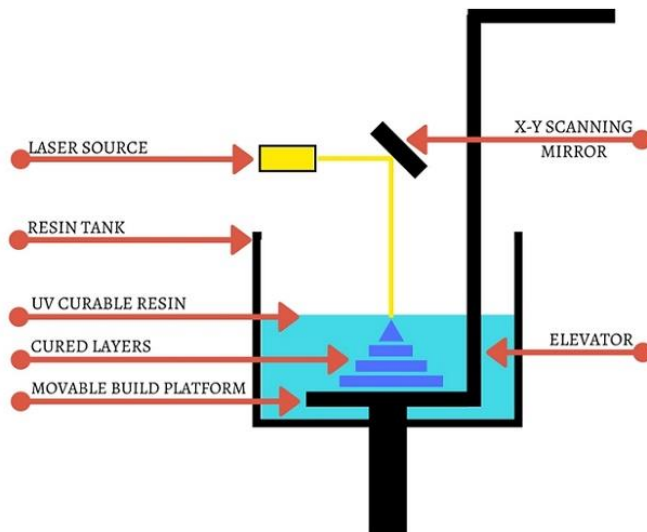 LASER SOURCE
X-Y SCANNING
MIRROR
RESIN TANK
UV CURABLE RESIN
CURED LAYERS
ELEVATOR
MOVABLE BUILD PLATFORM